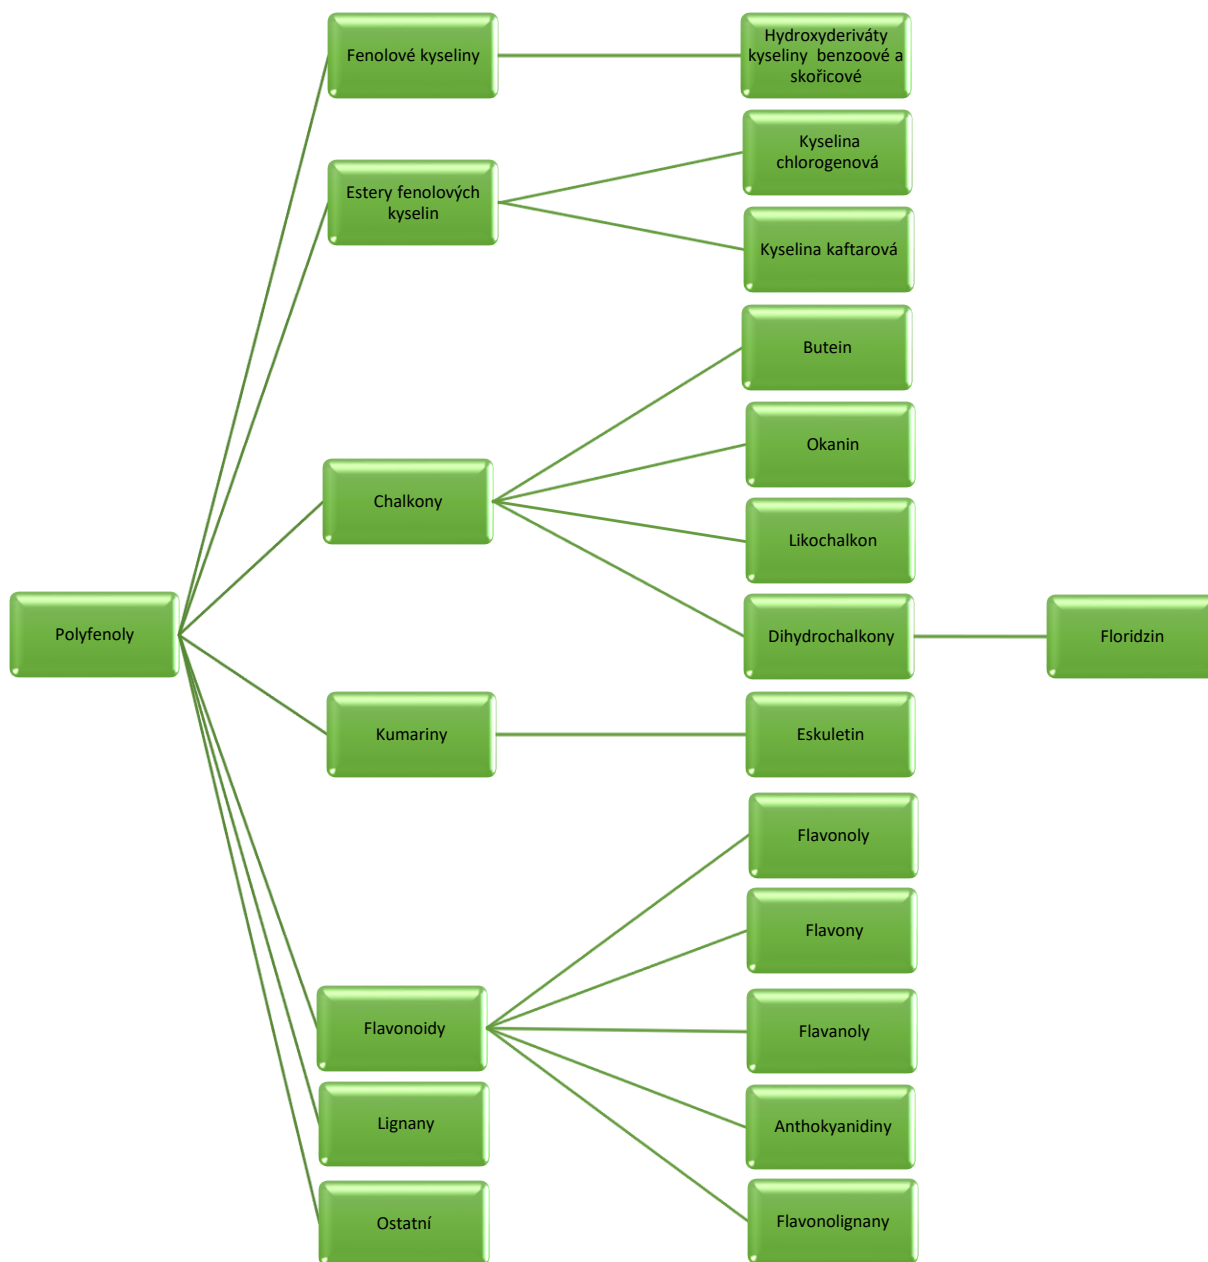 Fenolové kyseliny
Hydroxyderiváty
kyseliny benzoové a
skořicové
Estery fenolových
kyselin
Kyselina
chlorogenová
Kyselina kaftarová
Chalkony
Butein
Okanin
Likochalkon
Dihydrochalkony
Floridzin
Polyfenoly
Kumariny
Eskuletin
Flavonoidy
Flavonoly
Flavony
Flavanoly
Anthokyanidiny
Flavonolignany
Lignany
Ostatní